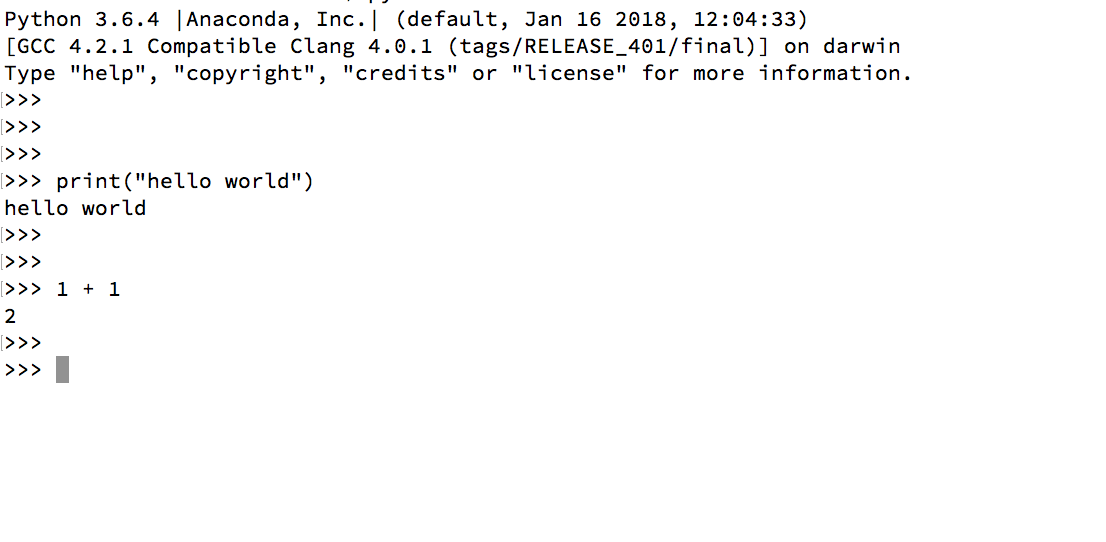 Python 3.6.4 |Anaconda, Inc.| (default, Jan 16 2018, 12:04:33)
[GCC 4.2.1 Compatible Clang 4.0.1 (tags/RELEASE_401/final)] on darwin
Type "help", "copyright", "credits" or "license" for more information.
>>>
>>>
>>>
>>> print("hello world")
hello world
>>>
>>>
>>> 1 + 1
2
>>>
>>>